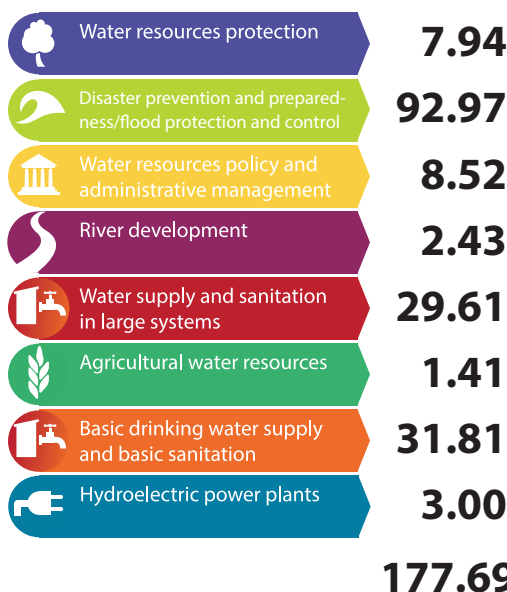 Water resources protection
7.94
Disaster prevention and prepared-
ness/flood protection and control
92.97
Water resources policy and
administrative management
8.52
River development
2.43
Water supply and sanitation
in large systems
29.61
Agricultural water resources
1.41
Basic drinking water supply
and basic sanitation
31.81
Hydroelectric power plants
3.00
177.69